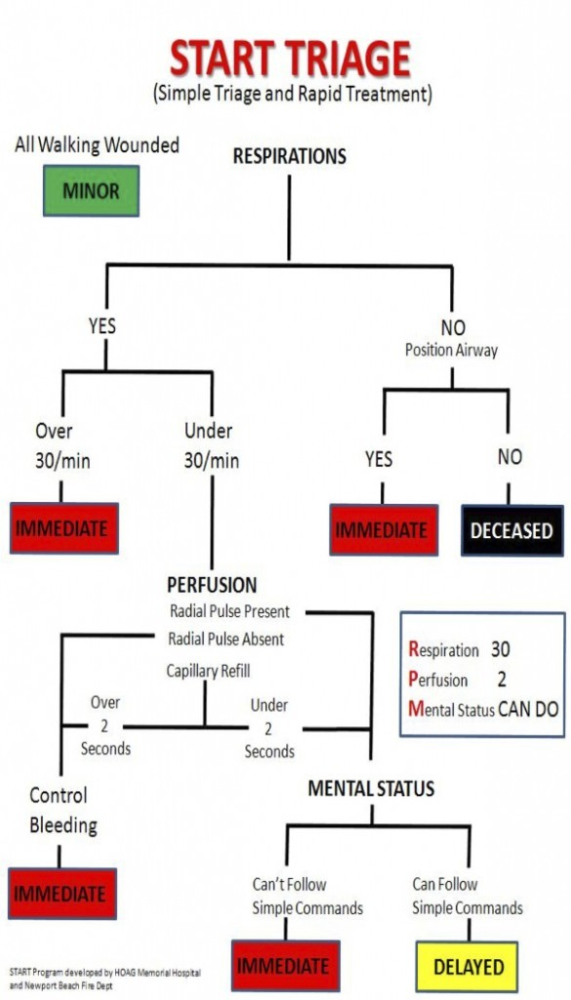 START TRIAGE
(Simple Triage and Rapid Treatment)
All Walking Wounded
MINOR
RESPIRATIONS
YES
NO
Position Airway
Over
30/min
Under
30/min
YES
NO
IMMEDIATE
IMMEDIATE
DECEASED
PERFUSION
Radial Pulse Present
Radial Pulse Absent
Capillary Refill
Over
2
Seconds
Under
2
Seconds
Respiration 30
Perfusion 2
Mental Status CAN DO
Control
Bleeding
IMMEDIATE
MENTAL STATUS
Can't Follow
Simple Commands
Can Follow
Simple Commands
IMMEDIATE
DELAYED
START Program developed by HOAG Memorial Hospital
and Newport Beach Fire Dept